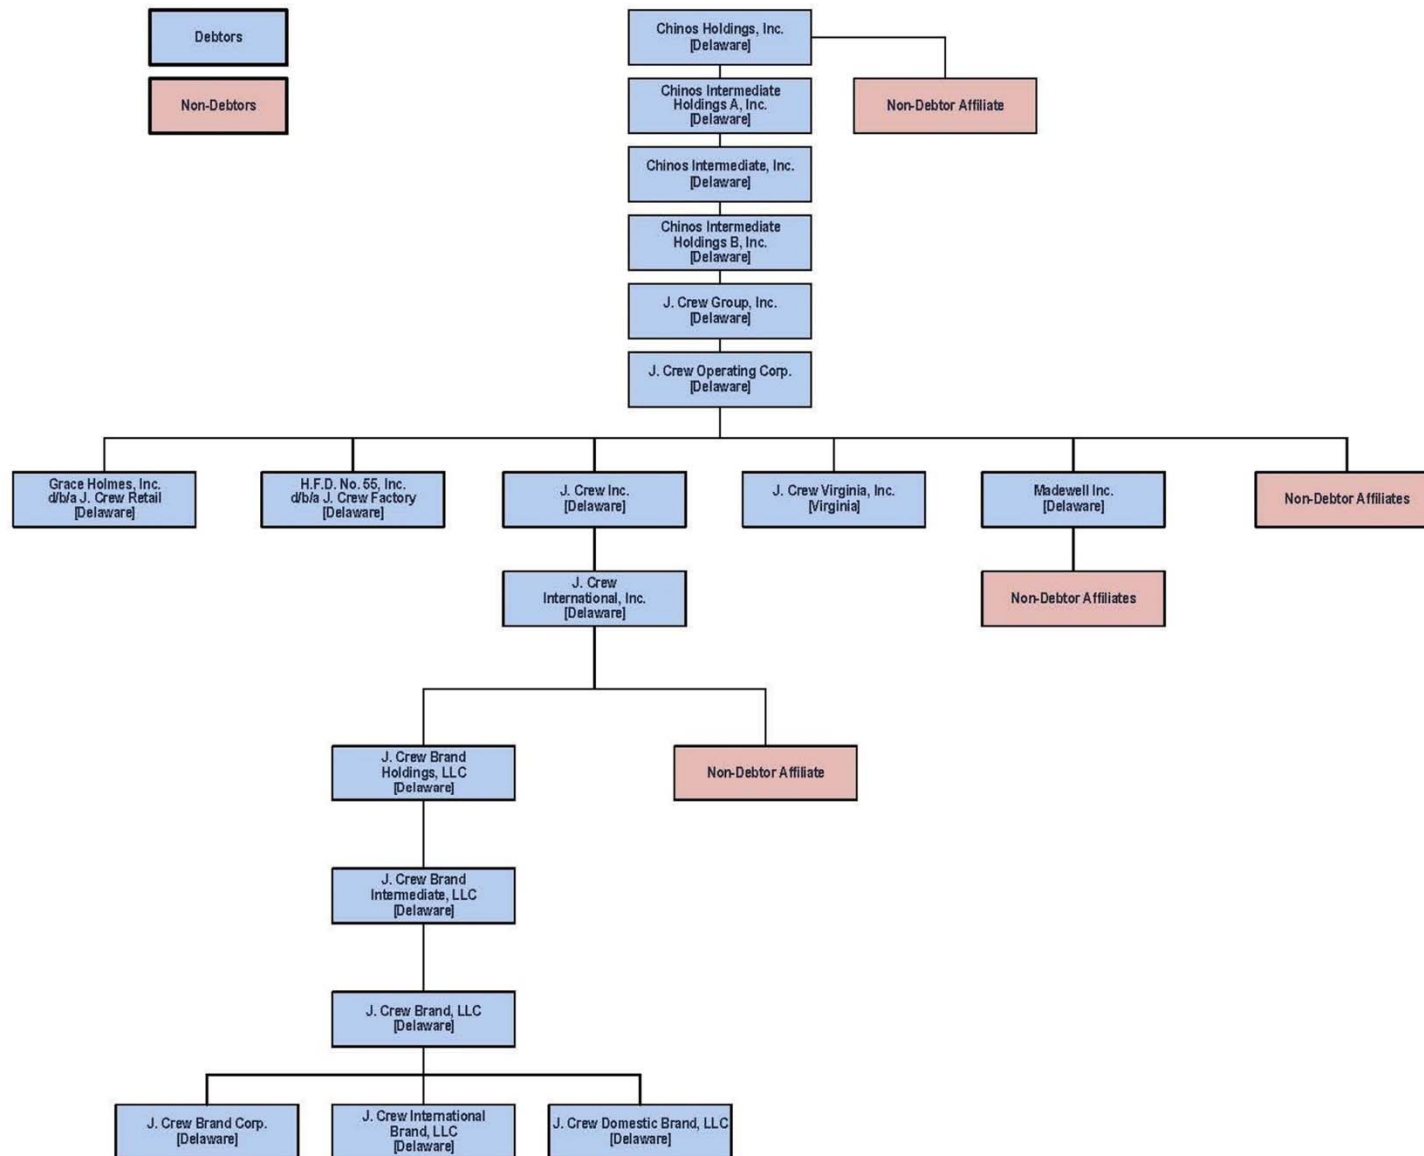 Debtors
Non-Debtors
Chinos Holdings, Inc.
[Delaware]
Chinos Intermediate
Holdings A, Inc.
[Delaware]
Non-Debtor Affiliate
Chinos Intermediate, Inc.
[Delaware]
Chinos Intermediate
Holdings B, Inc.
[Delaware]
J. Crew Group, Inc.
[Delaware]
J. Crew Operating Corp.
[Delaware]
Grace Holmes, Inc.
d/b/a J. Crew Retail
[Delaware]
H.F.D. No. 55, Inc.
d/b/a J. Crew Factory
[Delaware]
J. Crew Inc.
[Delaware]
J. Crew Virginia, Inc.
[Virginia]
Madewell Inc.
[Delaware]
Non-Debtor Affiliates
J. Crew
International, Inc.
[Delaware]
Non-Debtor Affiliates
J. Crew Brand
Holdings, LLC
[Delaware]
Non-Debtor Affiliate
J. Crew Brand
Intermediate, LLC
[Delaware]
J. Crew Brand, LLC
[Delaware]
J. Crew Brand Corp.
[Delaware]
J. Crew International
Brand, LLC
[Delaware]
J. Crew Domestic Brand, LLC
[Delaware]